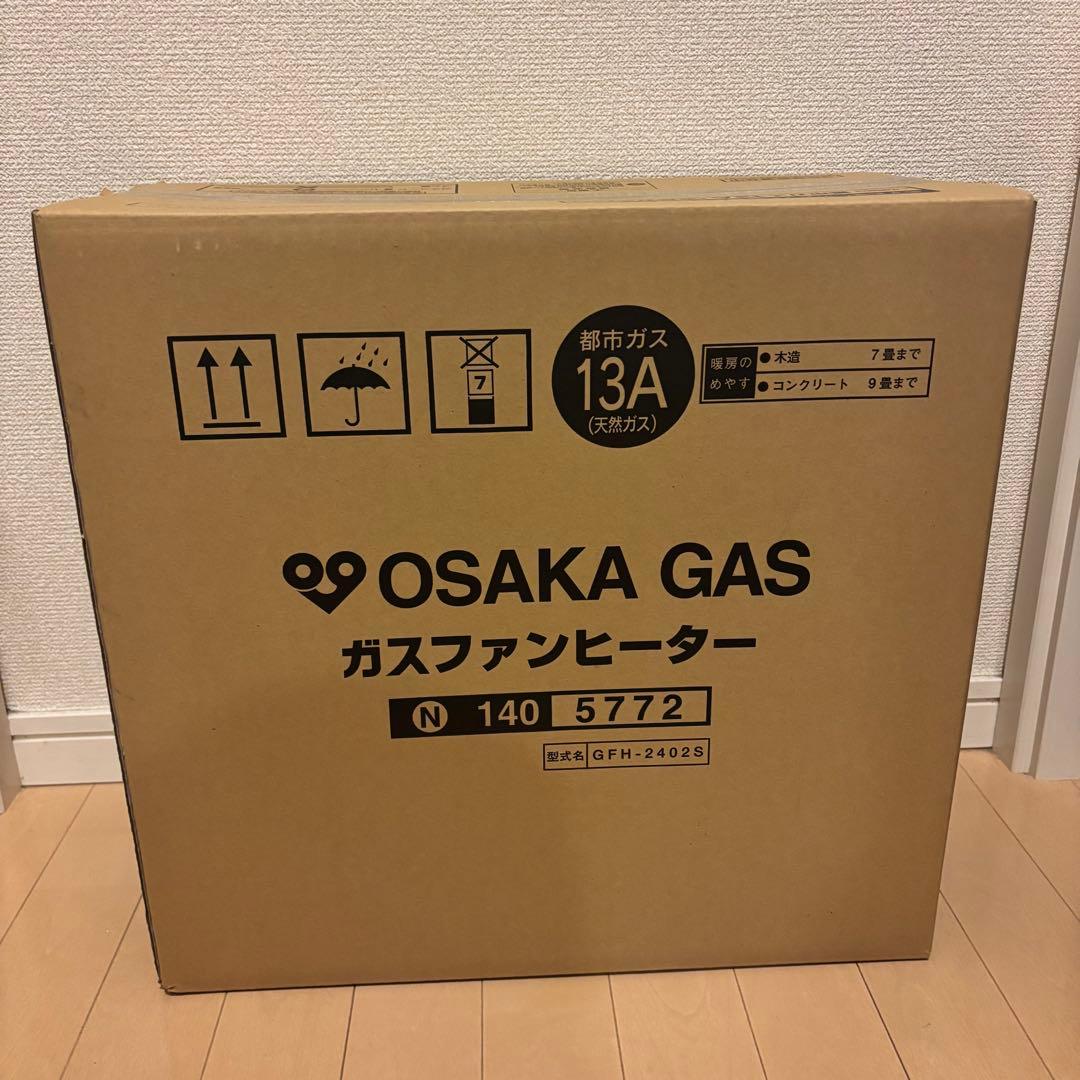 7
都市ガス
13A
(天然ガス)
暖房の
めやす
● 木造 7畳まで
● コンクリート 9畳まで
OSAKA GAS
ガスファンヒーター
N 140 5772
型式名 GFH-2402S